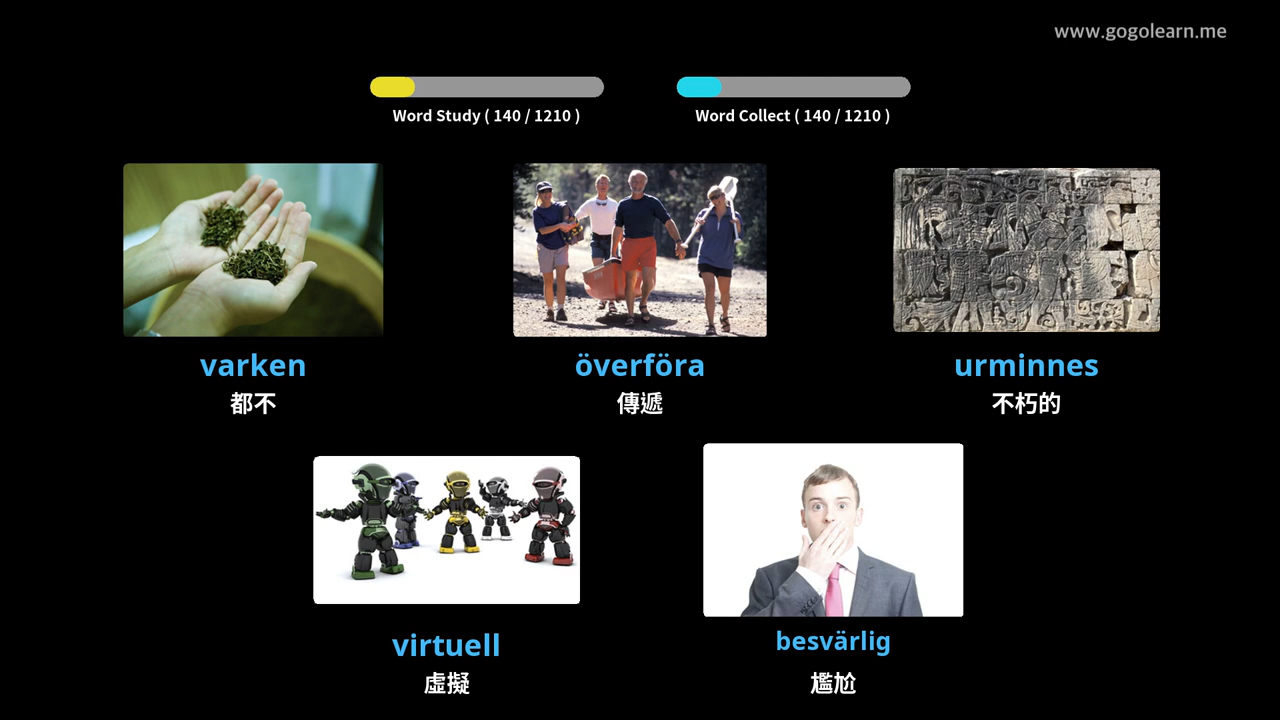 www.gogolearn.me
Word Study ( 140 / 1210 )
Word Collect ( 140 / 1210 )
varken
都不
överföra
傳遞
urminnes
不朽的
virtuell
虛擬
besvärlig
尷尬